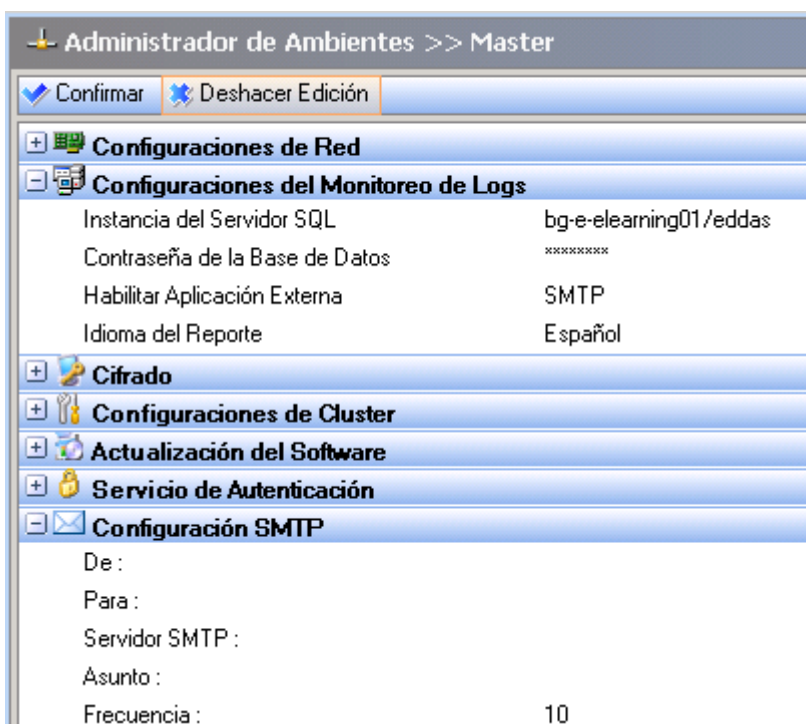 Administrador de Ambientes >> Master
Confirmar Deshacer Edición
Configuraciones de Red
Configuraciones del Monitoreo de Logs
Instancia del Servidor SQL bg-e-elearning01/eddas
Contraseña de la Base de Datos ********
Habilitar Aplicación Externa SMTP
Idioma del Reporte Español
Cifrado
Configuraciones de Cluster
Actualización del Software
Servicio de Autenticación
Configuración SMTP
De :
Para :
Servidor SMTP :
Asunto :
Frecuencia : 10